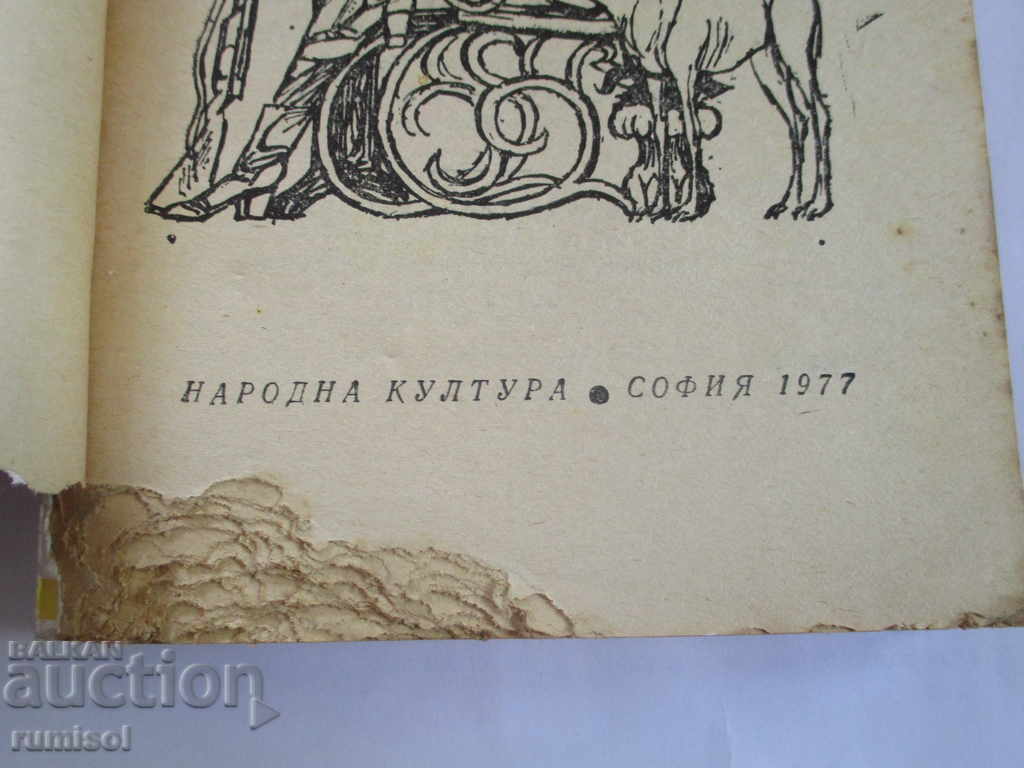 НАРОДНА КУЛТУРА ● СОФИЯ 1977
BALKAN
auction
rumisol